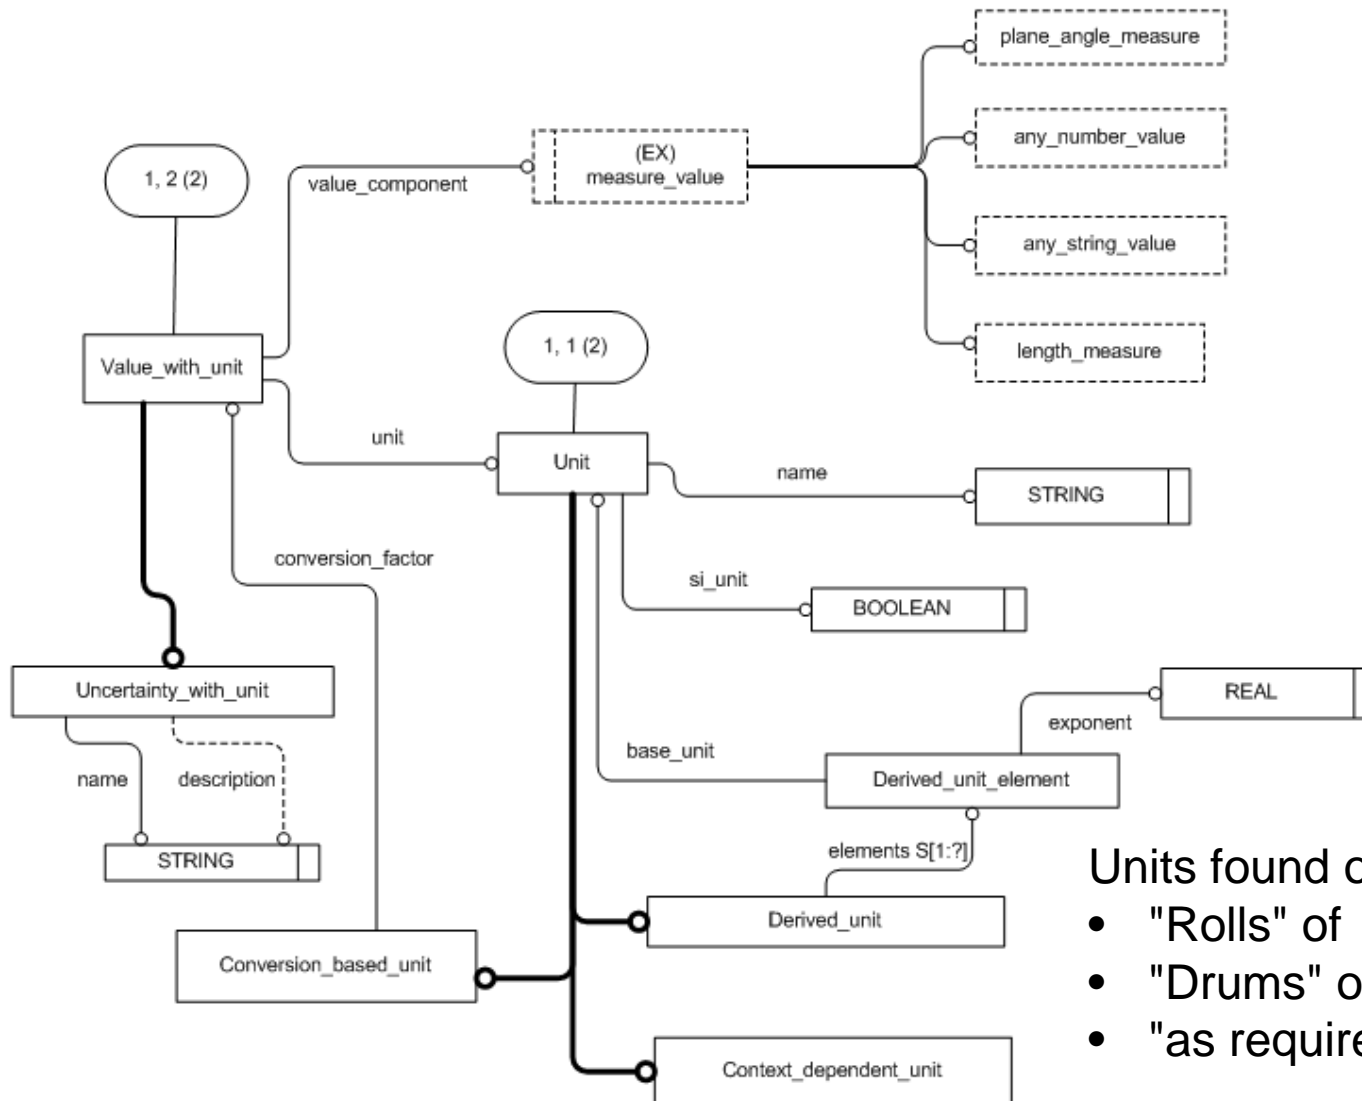 plane_angle_measure
any_number_value
(EX)
measure_value
1, 2 (2)
value_component
any_string_value
1, 1 (2)
length_measure
Value_with_unit
unit
Unit
name
STRING
conversion_factor
si_unit
BOOLEAN
Uncertainty_with_unit
REAL
exponent
base_unit
name
description
Derived_unit_element
STRING
elements S[1:?]
Units found
• "Rolls" of
Derived_unit
Conversion_based_unit
• "Drums"
• "as
Context_dependent_unit